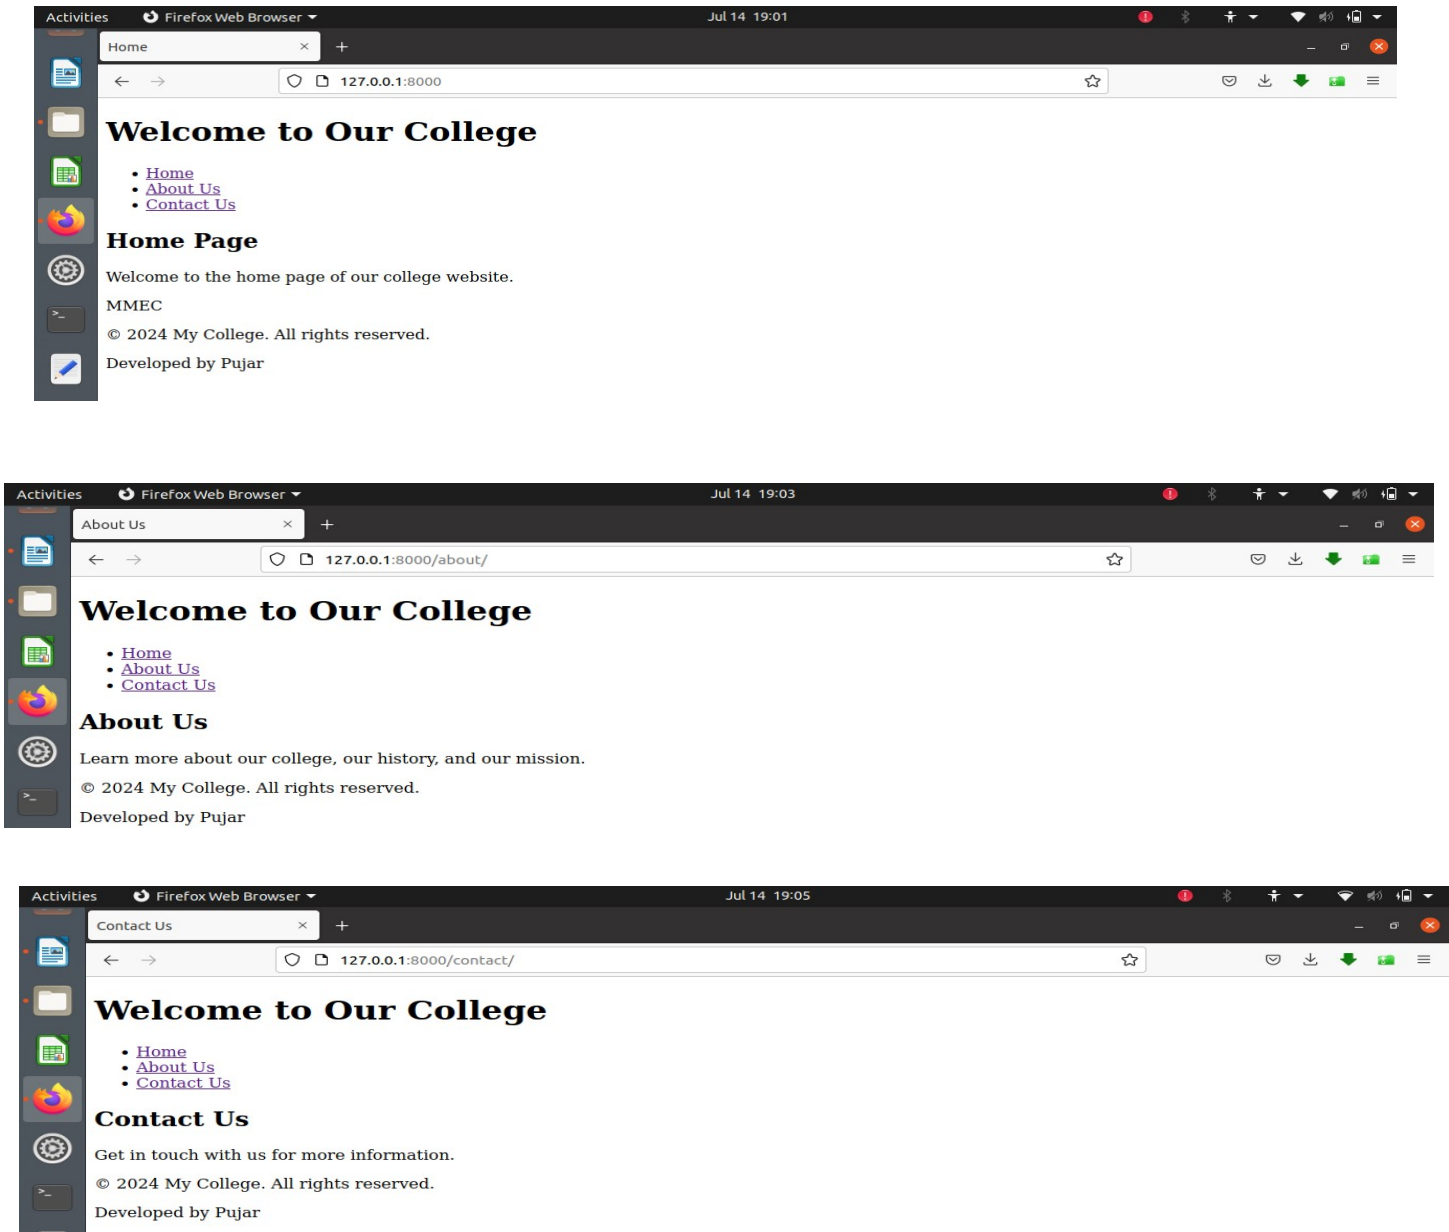 Activities Firefox Web Browser Jul 14 19:01
Home
127.0.0.1:8000
Welcome to Our College
Home
About Us
Contact Us
Home Page
Welcome to the home page of our college website.
MMEC
© 2024 My College. All rights reserved.
Developed by Pujar
Activities Firefox Web Browser Jul 14 19:03
About Us
127.0.0.1:8000/about/
Welcome to Our College
Home
About Us
Contact Us
About Us
Learn more about our college, our history, and our mission.
© 2024 My College. All rights reserved.
Developed by Pujar
Activities Firefox Web Browser Jul 14 19:05
Contact Us
127.0.0.1:8000/contact/
Welcome to Our College
Home
About Us
Contact Us
Contact Us
Get in touch with us for more information.
© 2024 My College. All rights reserved.
Developed by Pujar